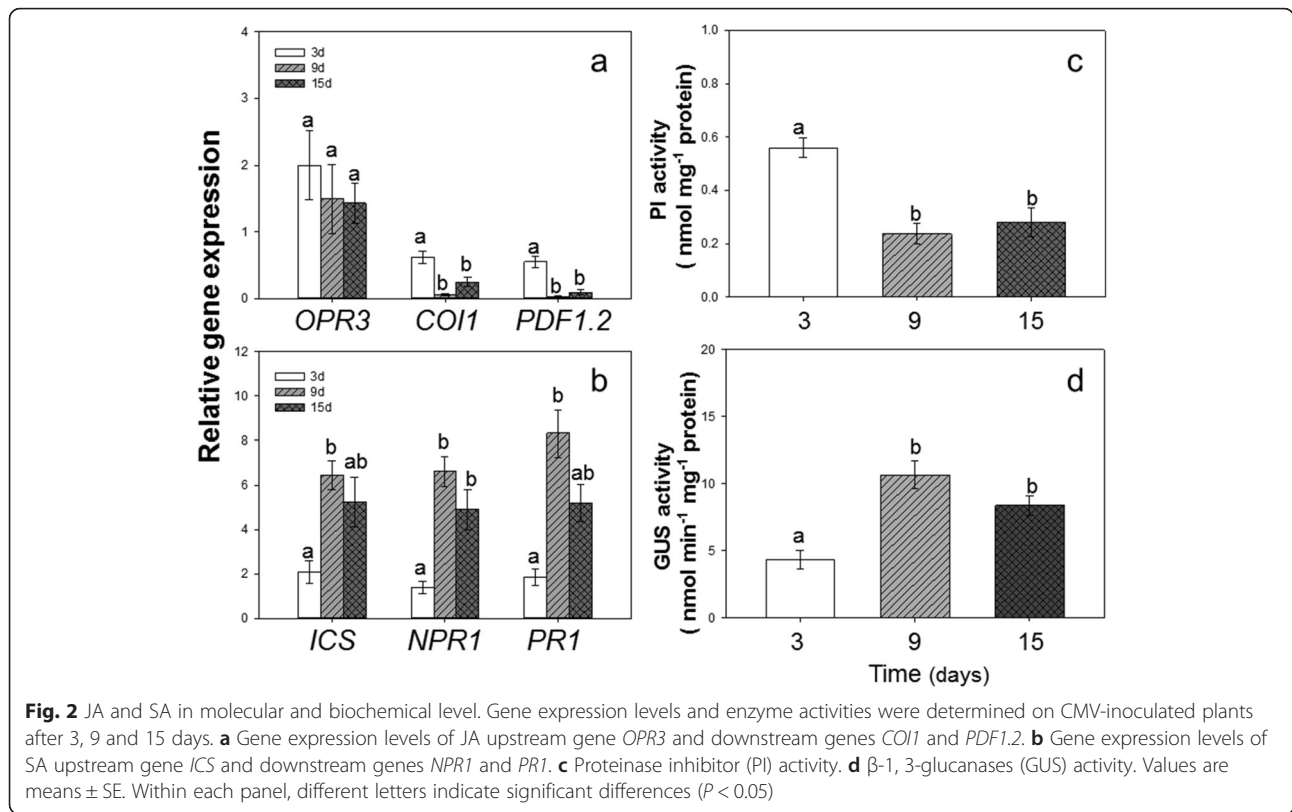 Relative gene expression
4
3
2
1
0
3d
9d
15d
a
a
a
a
a
b
b
a
b
b
OPR3 COI1 PDF1.2
12
10
8
6
4
2
0
3d
9d
15d
b
a
b
ab
a
b
b
a
b
ab
ICS NPR1 PR1
PI activity
( nmol mg-1 protein)
1.0
0.8
0.6
0.4
0.2
0.0
c
a
b
b
3 9 15
GUS activity
( nmol min-1 mg-1 protein)
20
15
10
5
0
d
a
b
b
3 9 15
Time (days)
Fig. 2 JA and SA in molecular and biochemical level. Gene expression levels and enzyme activities were determined on CMV-inoculated plants
after 3, 9 and 15 days. a Gene expression levels of JA upstream gene OPR3 and downstream genes COI1 and PDF1.2. b Gene expression levels of
SA upstream gene ICS and downstream genes NPR1 and PR1. c Proteinase inhibitor (PI) activity. d β-1, 3-glucanases (GUS) activity. Values are
means ± SE. Within each panel, different letters indicate significant differences (P < 0.05)